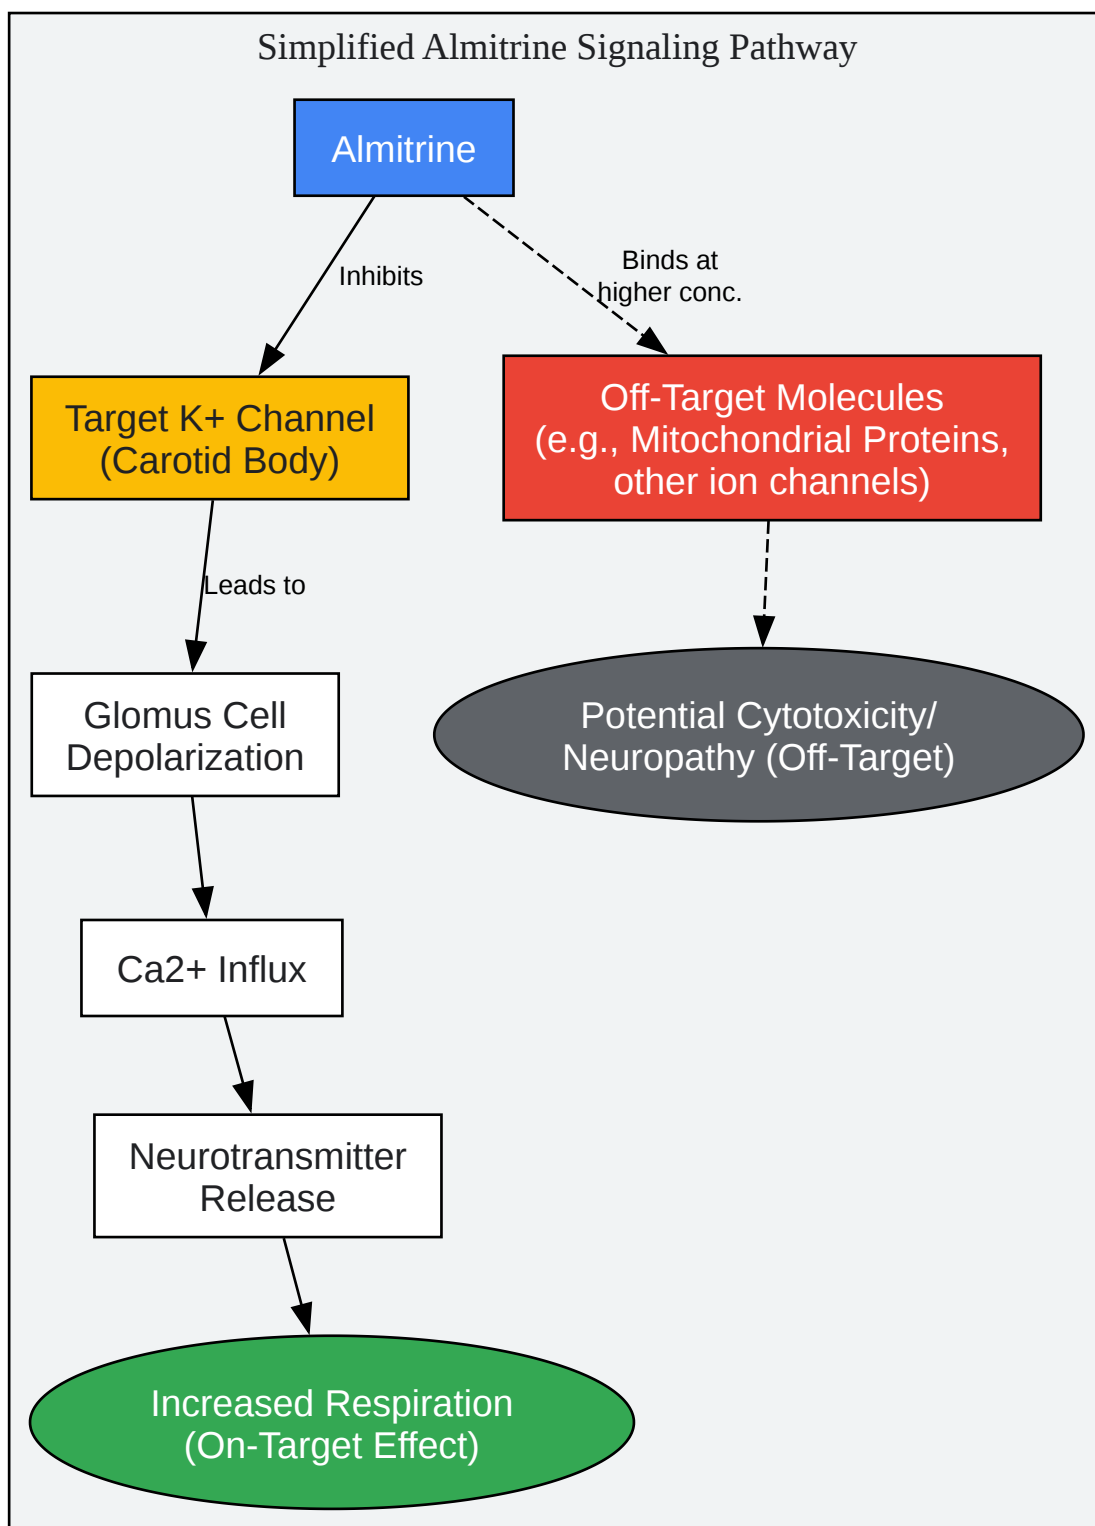 Simplified Almitrine Signaling Pathway
Almitrine
Inhibits
Binds at
higher conc.
Target K+ Channel
(Carotid Body)
Off-Target Molecules
(e.g., Mitochondrial Proteins,
other ion channels)
Leads to
Glomus Cell
Depolarization
Potential Cytotoxicity/
Neuropathy (Off-Target)
Ca2+ Influx
Neurotransmitter
Release
Increased Respiration
(On-Target Effect)